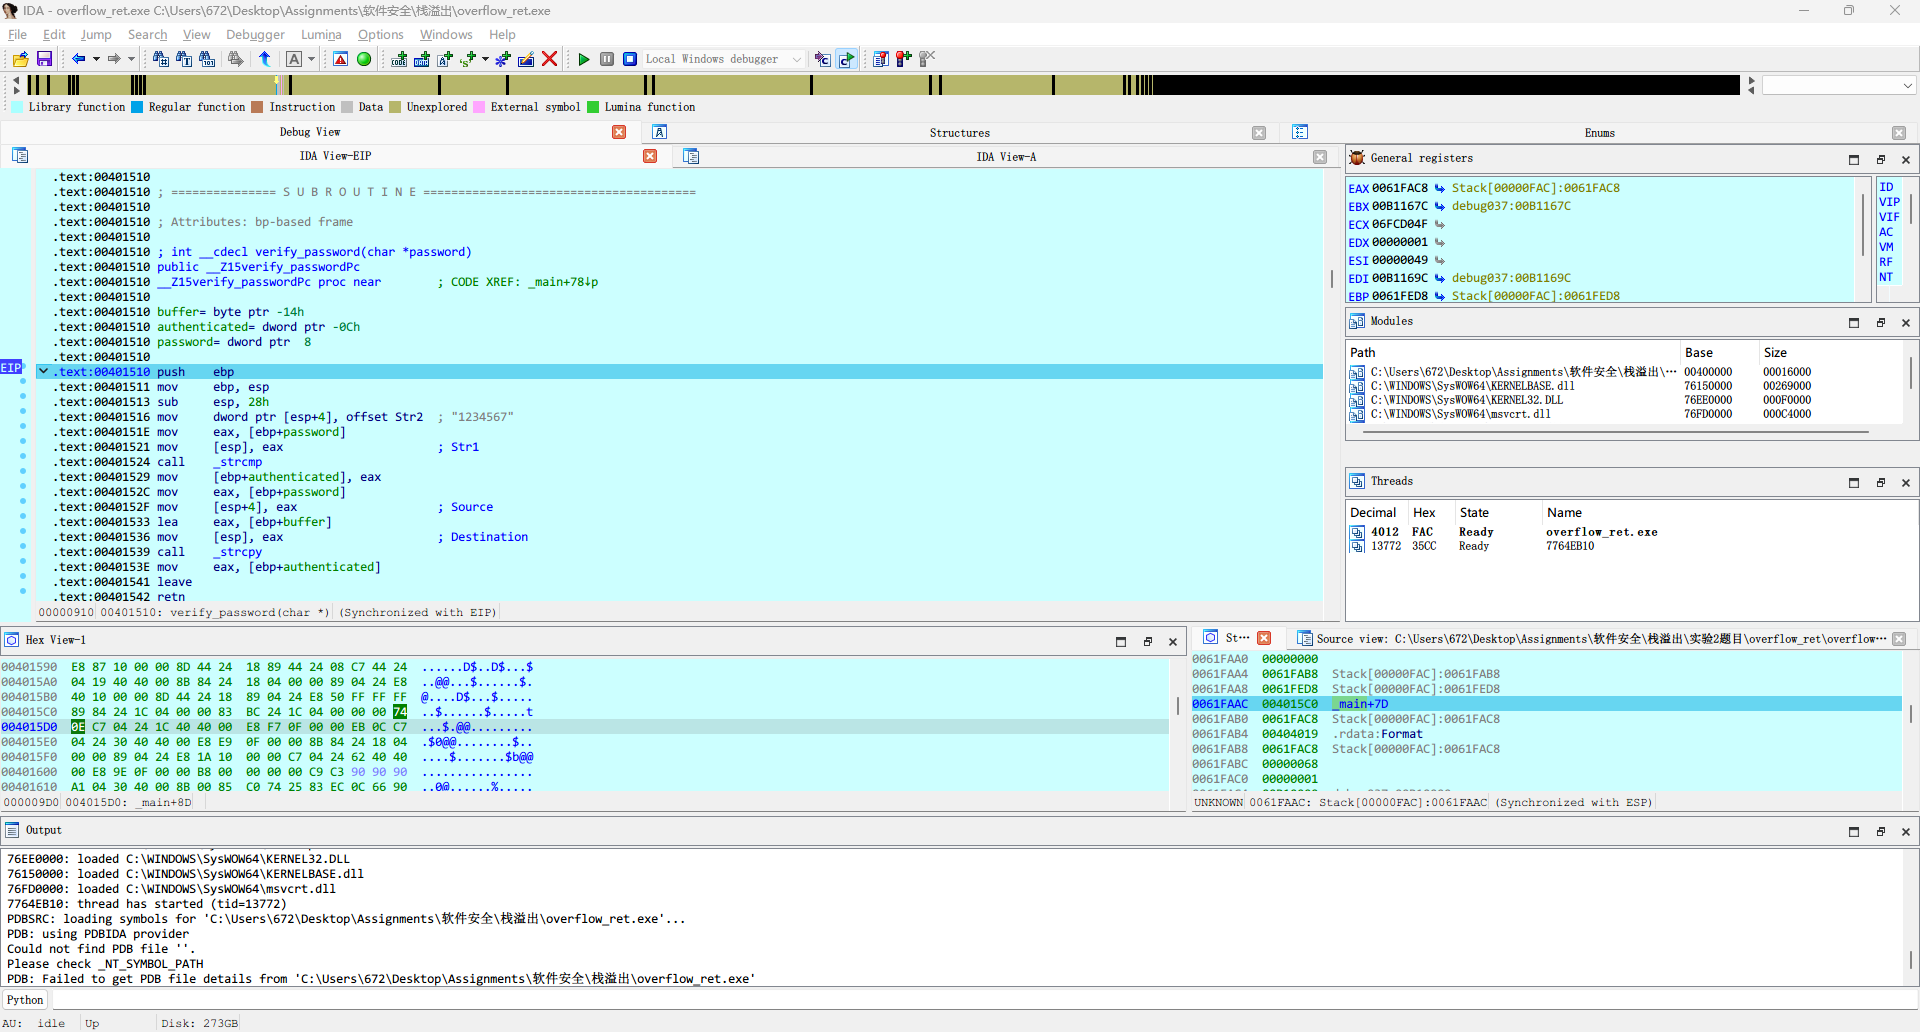 IDA - overflow_ret.exe C:\Users\672\Desktop\Assignments\软件安全\栈溢出\overflow_ret.exe
File Edit Jump Search View Debugger Lumina Options Windows Help
Local Windows debugger
Library function Regular function Instruction Data Unexplored External symbol Lumina function
Debug View Structures Enums
IDA View-EIP IDA View-A
.text:00401510
.text:00401510 ; =============== S U B R O U T I N E =======================================
.text:00401510
.text:00401510 ; Attributes: bp-based frame
.text:00401510
.text:00401510 ; int __cdecl verify_password(char *password)
.text:00401510 public __Z15verify_passwordPc
.text:00401510 __Z15verify_passwordPc proc near ; CODE XREF: _main+78↓p
.text:00401510
.text:00401510 buffer= byte ptr -14h
.text:00401510 authenticated= dword ptr -0Ch
.text:00401510 password= dword ptr 8
.text:00401510
EIP .text:00401510 push ebp
.text:00401511 mov ebp, esp
.text:00401513 sub esp, 28h
.text:00401516 mov dword ptr [esp+4], offset Str2 ; "1234567"
.text:0040151E mov eax, [ebp+password]
.text:00401521 mov [esp], eax ; Str1
.text:00401524 call _strcmp
.text:00401529 mov [ebp+authenticated], eax
.text:0040152C mov eax, [ebp+password]
.text:0040152F mov [esp+4], eax ; Source
.text:00401533 lea eax, [ebp+buffer]
.text:00401536 mov [esp], eax ; Destination
.text:00401539 call _strcpy
.text:0040153E mov eax, [ebp+authenticated]
.text:00401541 leave
.text:00401542 retn
00000910 00401510: verify_password(char *) (Synchronized with EIP)
General registers
EAX 0061FAC8 Stack[00000FAC]:0061FAC8
EBX 00B1167C debug037:00B1167C
ECX 06FCD04F
EDX 00000001
ESI 00000049
EDI 00B1169C debug037:00B1169C
EBP 0061FED8 Stack[00000FAC]:0061FED8
ID
VIP
VIF
AC
VM
RF
NT
Modules
Path Base Size
C:\Users\672\Desktop\Assignments\软件安全\栈溢出\··· 00400000 00016000
C:\WINDOWS\SysWOW64\KERNELBASE.dll 76150000 00269000
C:\WINDOWS\SysWOW64\KERNEL32.DLL 76EE0000 000F0000
C:\WINDOWS\SysWOW64\msvcrt.dll 76FD0000 000C4000
Threads
Decimal Hex State Name
4012 FAC Ready overflow_ret.exe
13772 35CC Ready 7764EB10
Hex View-1
00401590 E8 87 10 00 00 8D 44 24 18 89 44 24 08 C7 44 24 ......D$..D$...$
004015A0 04 19 40 40 00 8B 84 24 18 04 00 00 89 04 24 E8 ..@@...$......$.
004015B0 40 10 00 00 8D 44 24 18 89 04 24 E8 50 FF FF FF @....D$...$.....
004015C0 89 84 24 1C 04 00 00 83 BC 24 1C 04 00 00 00 74 ..$......$.....t
004015D0 0E C7 04 24 1C 40 40 00 E8 F7 0F 00 00 EB 0C C7 ...$.@@.........
004015E0 04 24 30 40 40 00 E8 E9 0F 00 00 8B 84 24 18 04 .$0@@........$..
004015F0 00 00 89 04 24 E8 1A 10 00 00 C7 04 24 62 40 40 ....$.......$b@@
00401600 00 E8 9E 0F 00 00 B8 00 00 00 00 C9 C3 90 90 90 ................
00401610 A1 04 30 40 00 8B 00 85 C0 74 25 83 EC 0C 66 90 ..0@.....t%...f.
000009D0 004015D0: _main+8D
St··· Source view: C:\Users\672\Desktop\Assignments\软件安全\栈溢出\实验2题目\overflow_ret\overflow···
0061FAA0 00000000
0061FAA4 0061FAB8 Stack[00000FAC]:0061FAB8
0061FAA8 0061FED8 Stack[00000FAC]:0061FED8
0061FAAC 004015C0 _main+7D
0061FAB0 0061FAC8 Stack[00000FAC]:0061FAC8
0061FAB4 00404019 .rdata:Format
0061FAB8 0061FAC8 Stack[00000FAC]:0061FAC8
0061FABC 00000068
0061FAC0 00000001
UNKNOWN 0061FAAC: Stack[00000FAC]:0061FAAC (Synchronized with ESP)
Output
76EE0000: loaded C:\WINDOWS\SysWOW64\KERNEL32.DLL
76150000: loaded C:\WINDOWS\SysWOW64\KERNELBASE.dll
76FD0000: loaded C:\WINDOWS\SysWOW64\msvcrt.dll
7764EB10: thread has started (tid=13772)
PDBSRC: loading symbols for 'C:\Users\672\Desktop\Assignments\软件安全\栈溢出\overflow_ret.exe'...
PDB: using PDBIDA provider
Could not find PDB file ''.
Please check _NT_SYMBOL_PATH
PDB: Failed to get PDB file details from 'C:\Users\672\Desktop\Assignments\软件安全\栈溢出\overflow_ret.exe'
Python
AU: idle Up Disk: 273GB